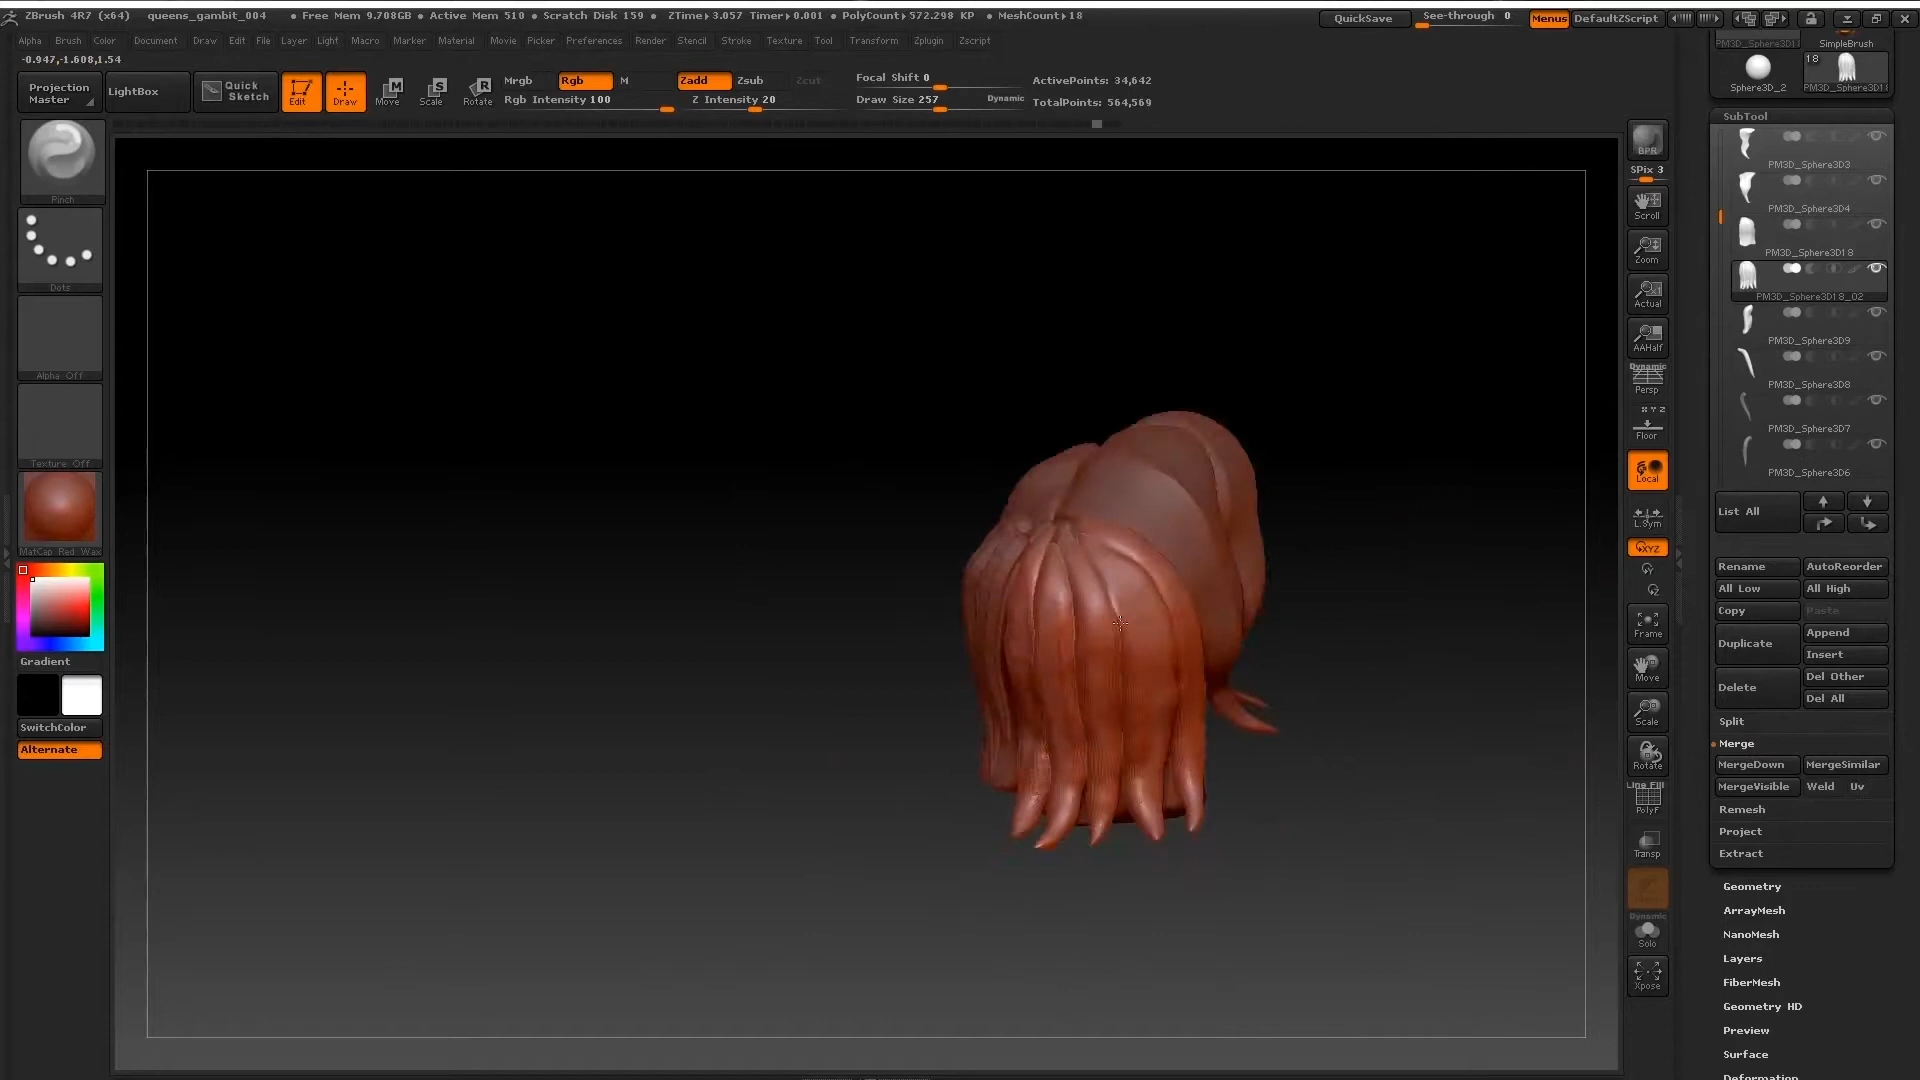 ZBrush 4R7 (x64) queens_gambit_004 • Free Mem 9.708GB • Active Mem 510 • Scratch Disk 159 • ZTime▸3.057 Timer▸0.001 • PolyCount▸572.298 KP • MeshCount▸18 QuickSave See-through 0 Menus DefaultZScript
Alpha Brush Color Document Draw Edit File Layer Light Macro Marker Material Movie Picker Preferences Render Stencil Stroke Texture Tool Transform Zplugin Zscript
-0.947,-1.608,1.54
Projection Master
LightBox
Quick Sketch
Edit
Draw
Move
Scale
Rotate
Mrgb Rgb M
Rgb Intensity 100
Zadd Zsub Zcut
Z Intensity 20
Focal Shift 0
Draw Size 257 Dynamic
ActivePoints: 34,642
TotalPoints: 564,569
Pinch
Dots
Alpha Off
Texture Off
MatCap Red Wax
Gradient
SwitchColor
Alternate
BPR
SPix 3
Scroll
Zoom
Actual
AAHalf
Dynamic
Persp
X Y Z
Floor
Local
L.Sym
XYZ
Y
Z
Frame
Move
Scale
Rotate
Line Fill
PolyF
Transp
Dynamic
Solo
Xpose
SimpleBrush
18
Sphere3D_2
SubTool
PM3D_Sphere3D3
PM3D_Sphere3D4
PM3D_Sphere3D18
PM3D_Sphere3D18_02
PM3D_Sphere3D9
PM3D_Sphere3D8
PM3D_Sphere3D7
PM3D_Sphere3D6
List All
Rename AutoReorder
All Low All High
Copy Paste
Duplicate Append
Insert
Delete Del Other
Del All
Split
Merge
MergeDown MergeSimilar
MergeVisible Weld Uv
Remesh
Project
Extract
Geometry
ArrayMesh
NanoMesh
Layers
FiberMesh
Geometry HD
Preview
Surface
Deformation